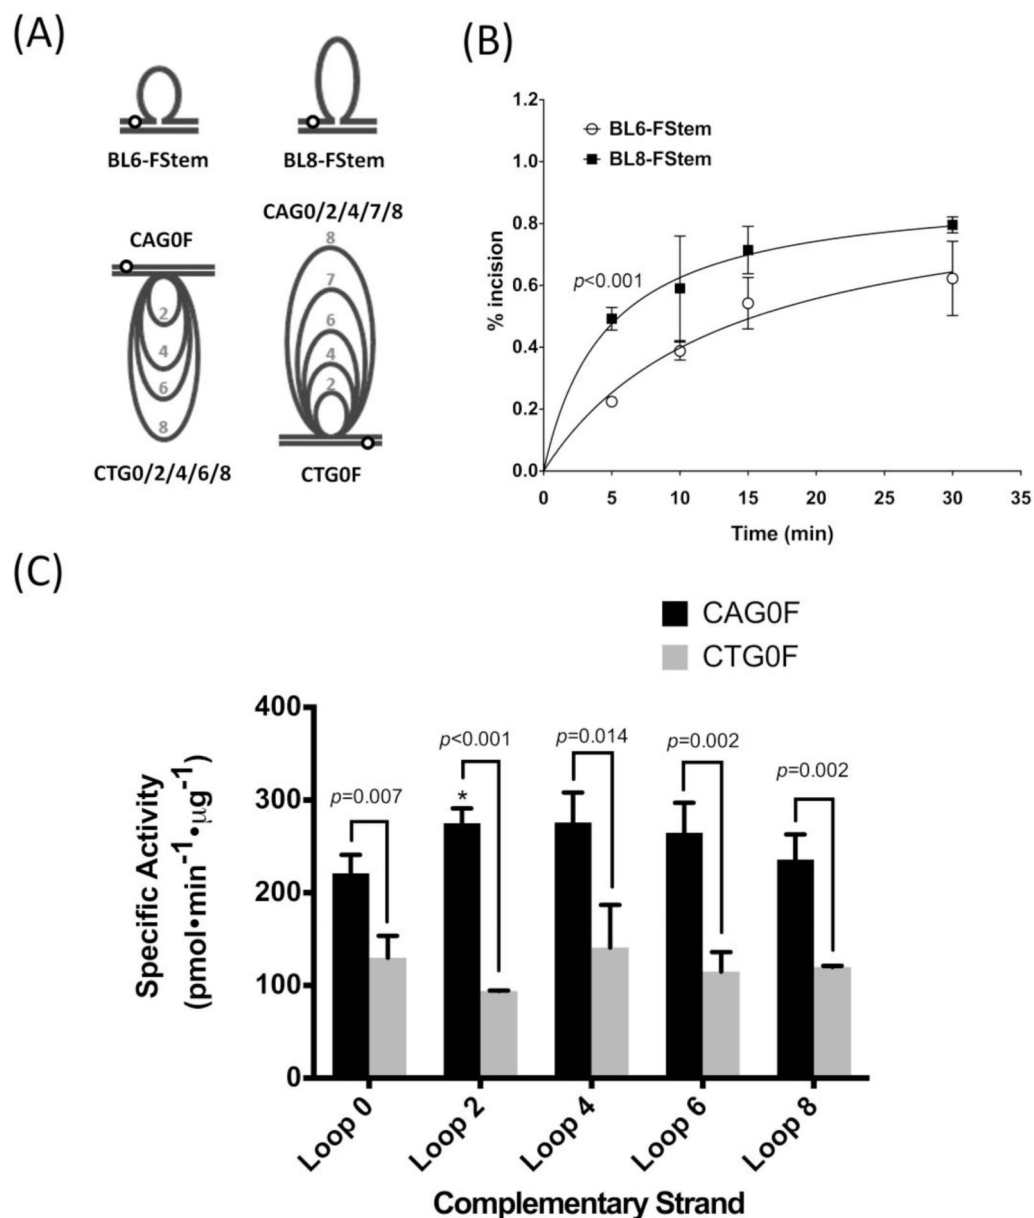 (A)
BL6-FStem
BL8-FStem
CAG0F
2
4
6
8
CTG0/2/4/6/8
CAG0/2/4/7/8
8
7
6
4
2
CTG0F
(B)
% incision
1.2
1.0
0.8
0.6
0.4
0.2
0.0
BL6-FStem
BL8-FStem
p<0.001
0 5 10 15 20 25 30 35
Time (min)
(C)
CAG0F
CTG0F
Specific Activity
(pmol•min⁻¹•μg⁻¹)
400
300
200
100
0
p=0.007
p<0.001
*
p=0.014
p=0.002
p=0.002
Loop 0
Loop 2
Loop 4
Loop 6
Loop 8
Complementary Strand